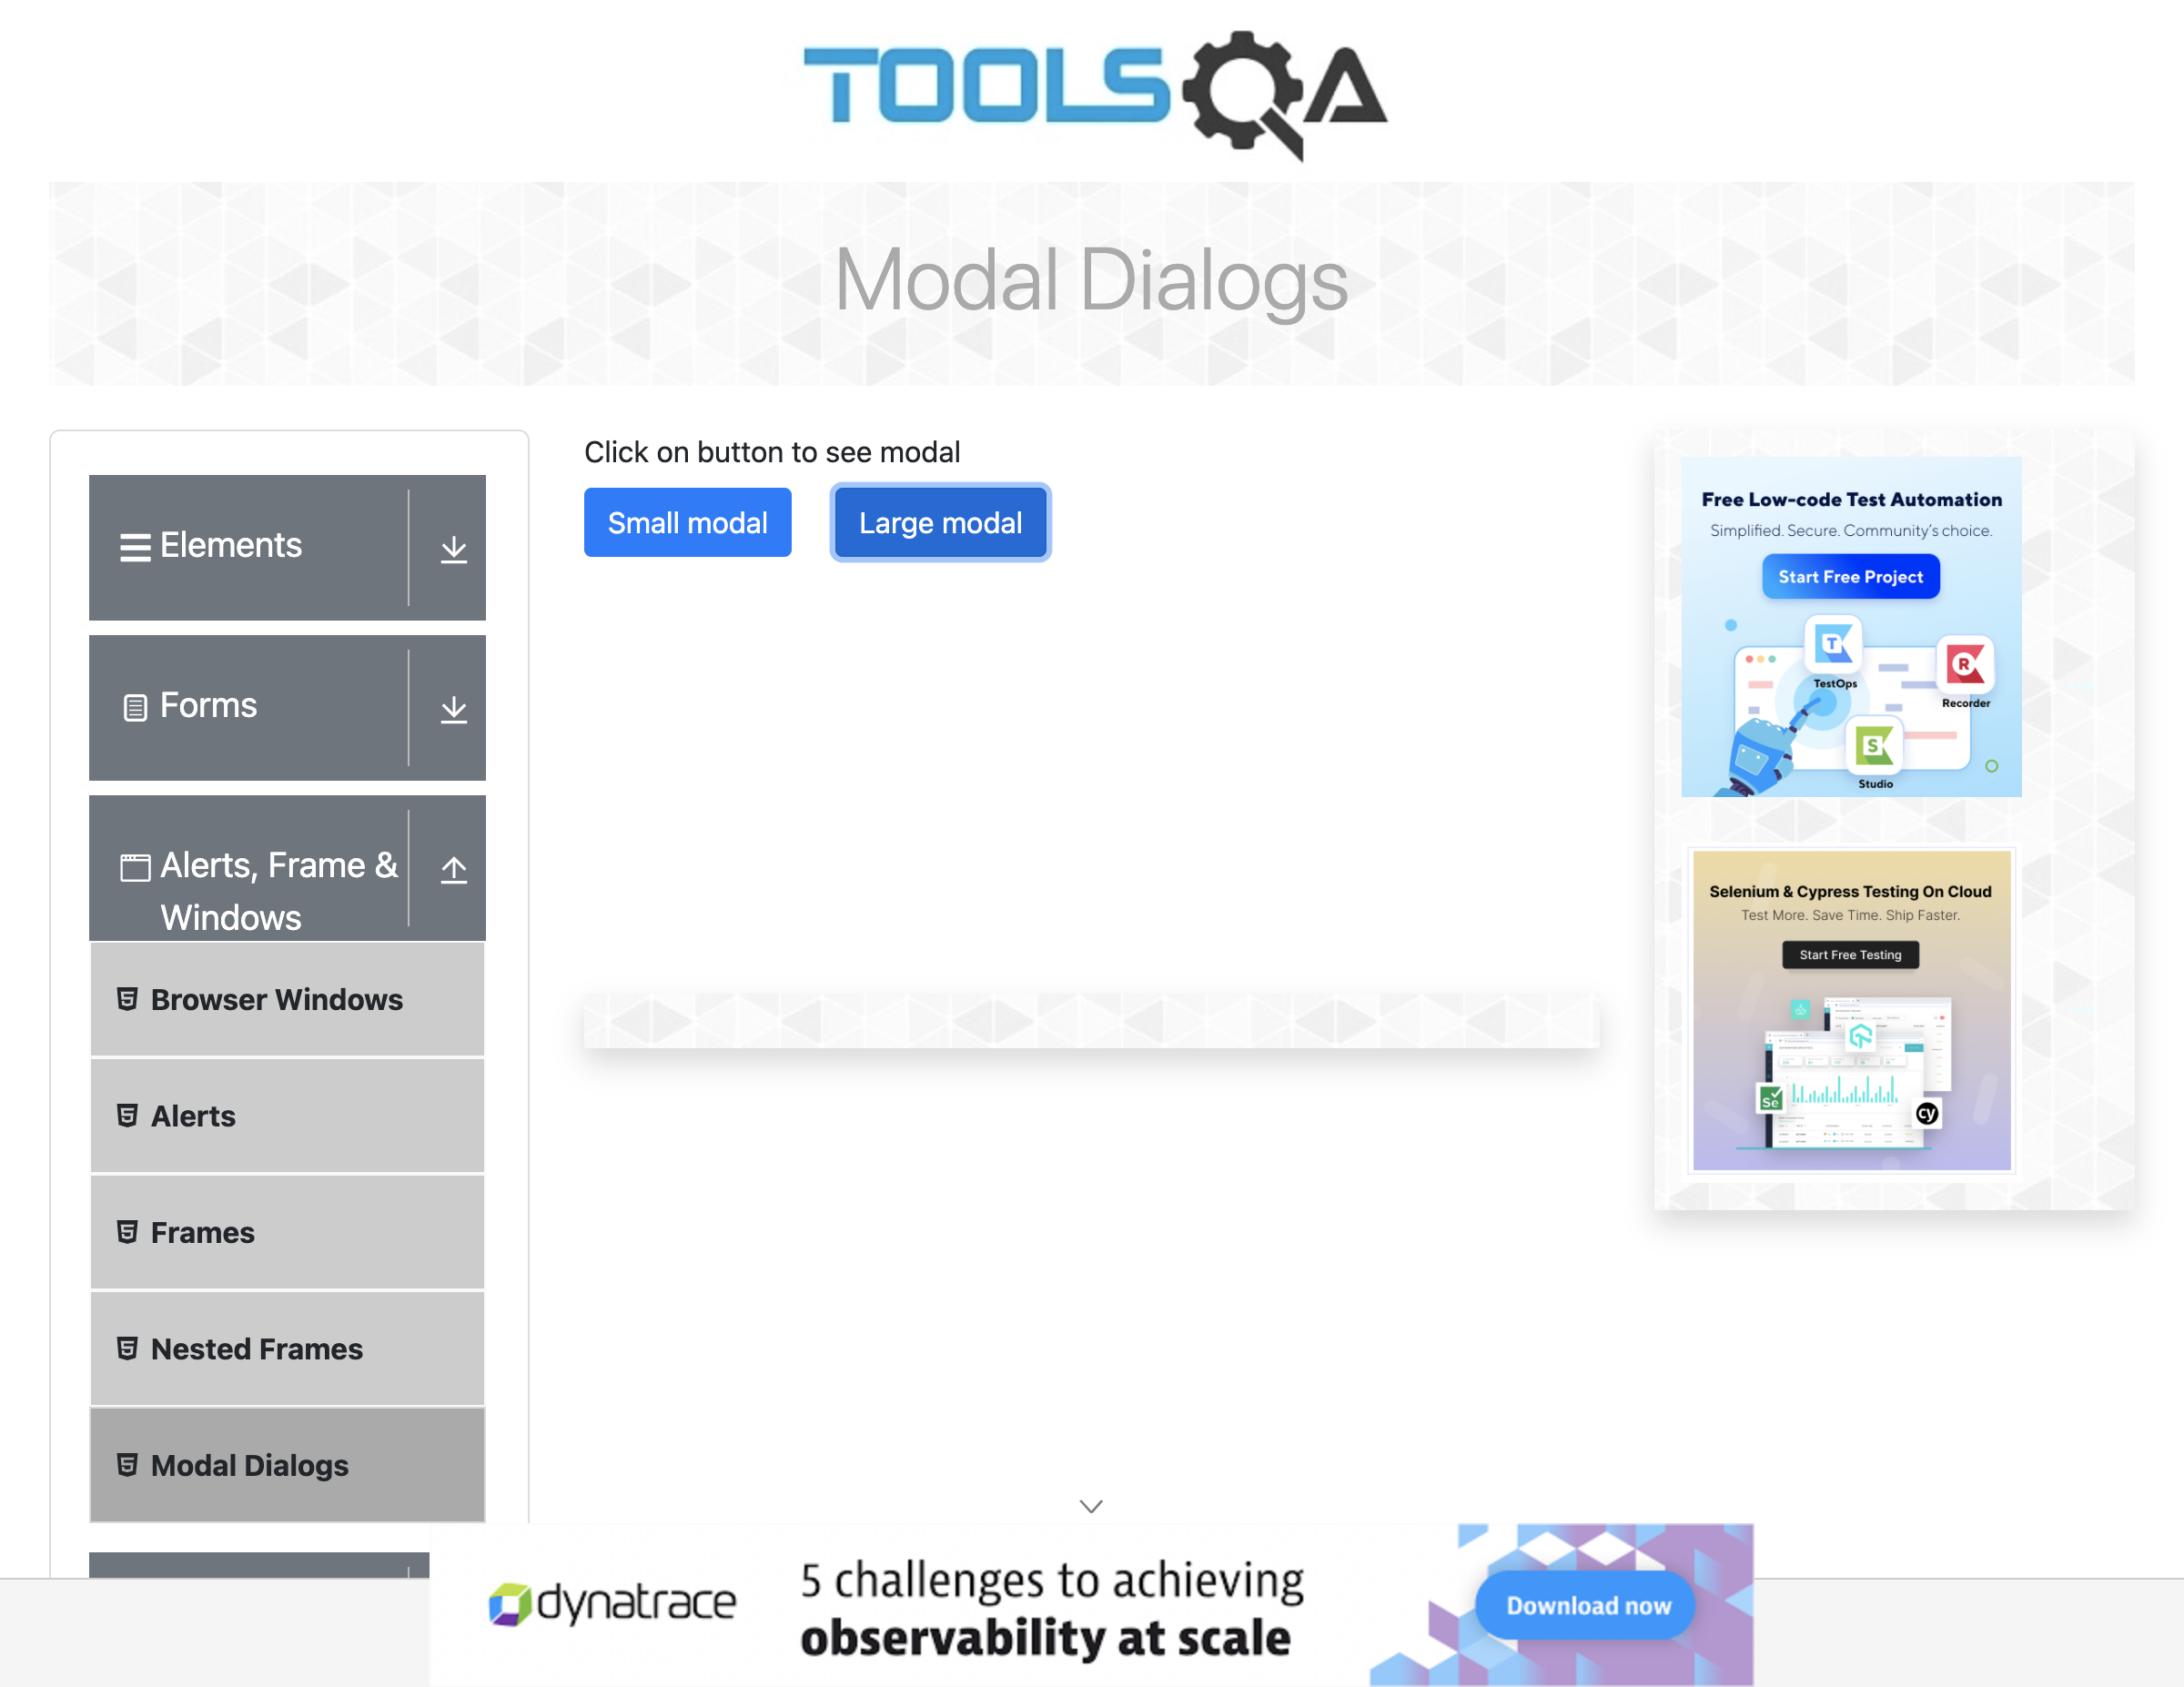 TOOLSQA
Modal Dialogs
Elements
Forms
Alerts, Frame &
Windows
Browser Windows
Alerts
Frames
Nested Frames
Modal Dialogs
Click on button to see modal
Small modal
Large modal
Free Low-code Test Automation
Simplified. Secure. Community's choice.
Start Free Project
T
TestOps
R
Recorder
S
Studio
Selenium & Cypress Testing On Cloud
Test More. Save Time. Ship Faster.
Start Free Testing
Se
cy
dynatrace
5 challenges to achieving
observability at scale
Download now